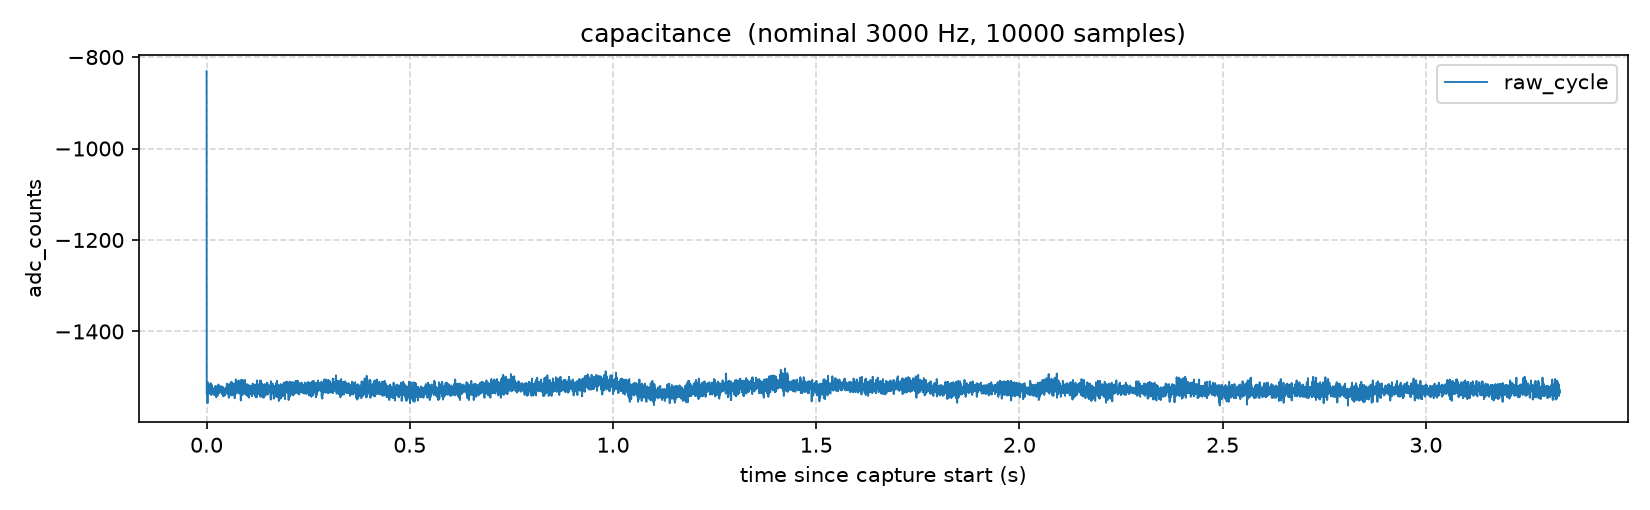 capacitance  (nominal 3000 Hz, 10000 samples)
raw_cycle
adc_counts
−800
−1000
−1200
−1400
0.0 0.5 1.0 1.5 2.0 2.5 3.0
time since capture start (s)